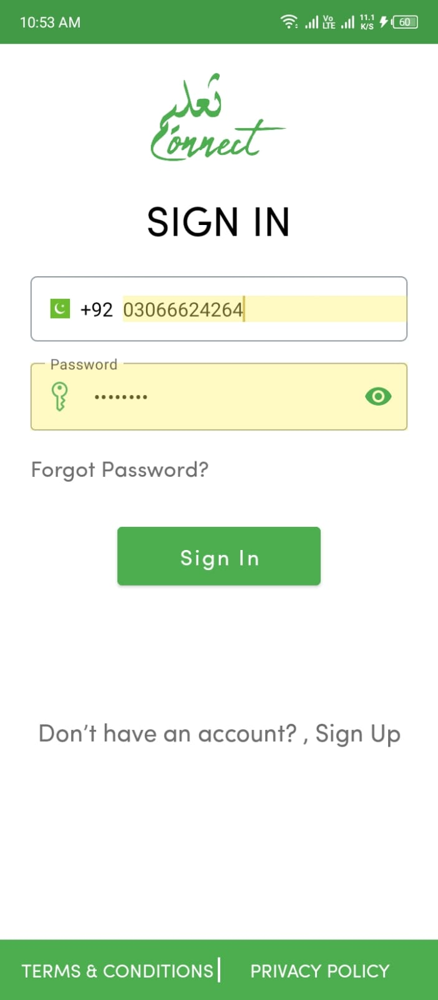 10:53 AM
Vo LTE
11.1 K/S
60
تعلیم
Connect
SIGN IN
+92 03066624264
Password
••••••••
Forgot Password?
Sign In
Don't have an account? , Sign Up
TERMS & CONDITIONS
PRIVACY POLICY